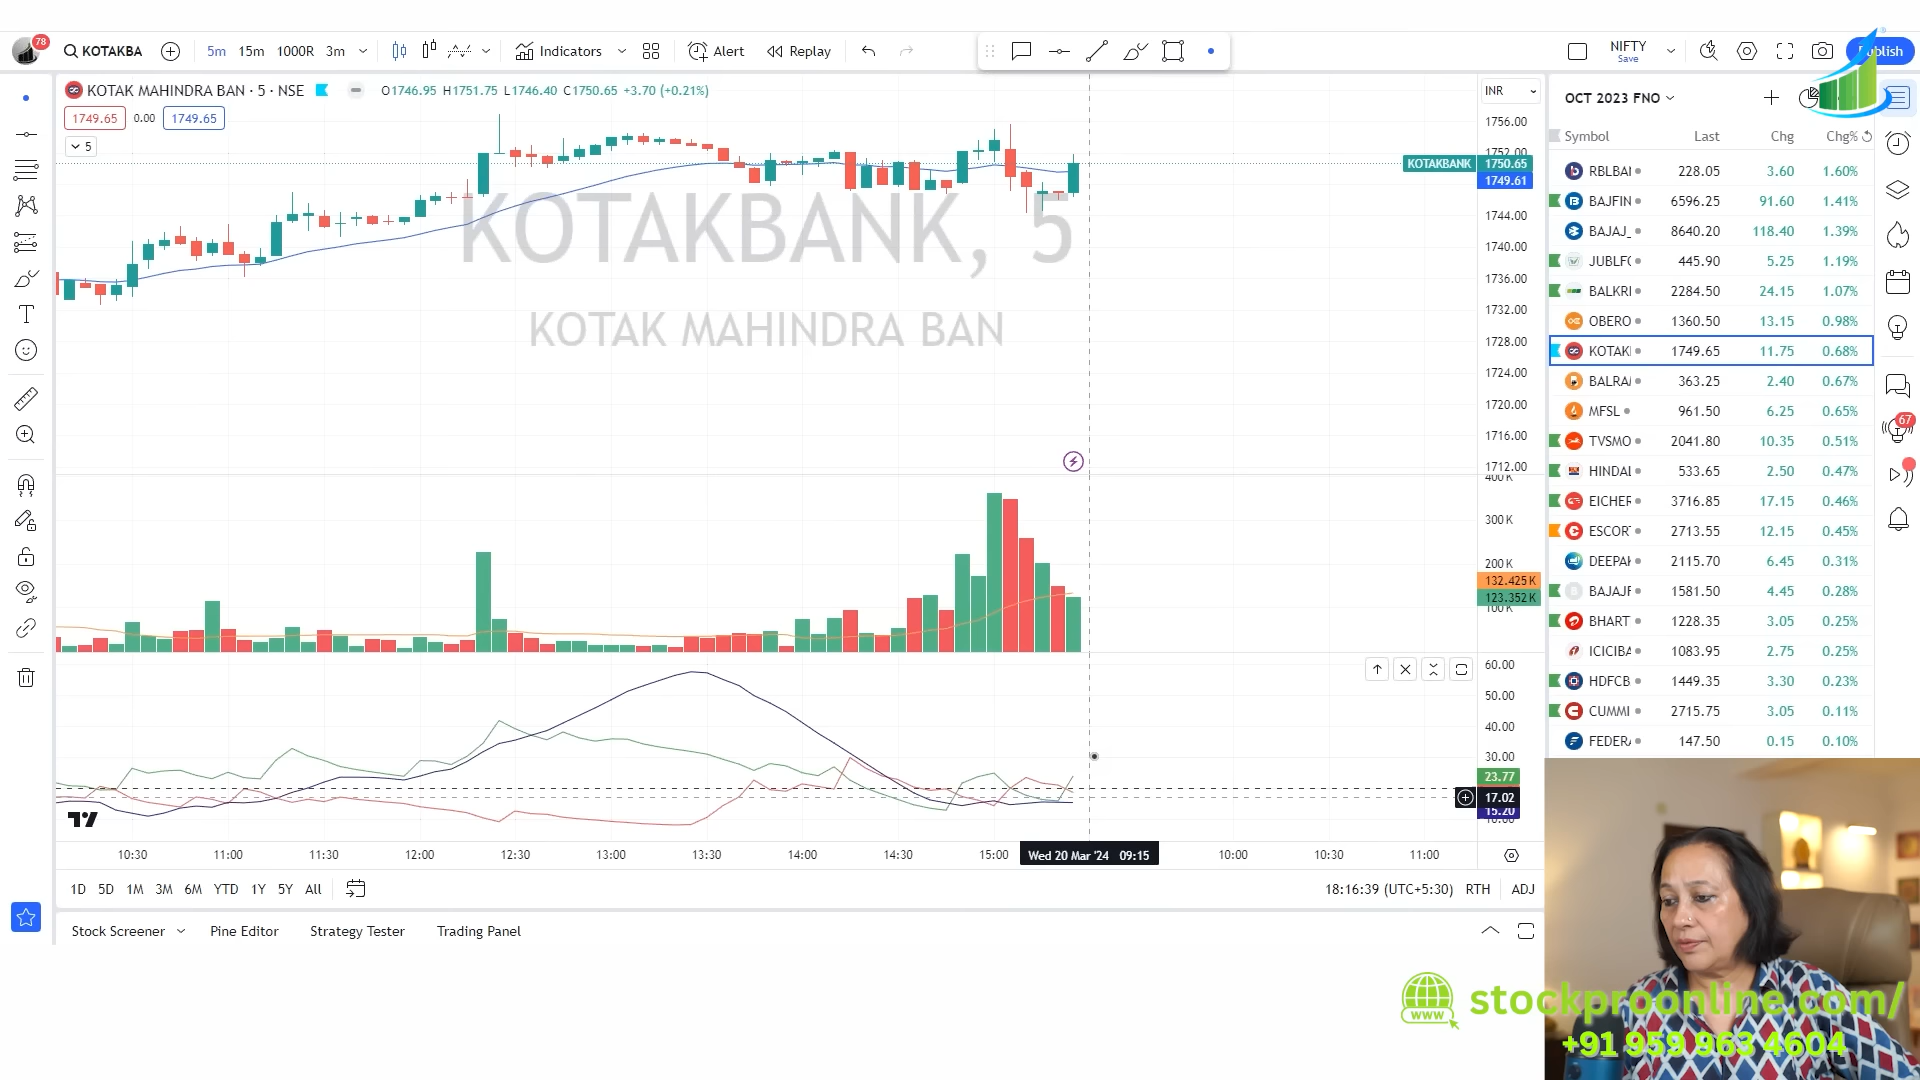 78
KOTAKBA
5m 15m 1000R 3m
Indicators
Alert
Replay
NIFTY
Save
KOTAK MAHINDRA BAN · 5 · NSE
O1746.95 H1751.75 L1746.40 C1750.65 +3.70 (+0.21%)
1749.65 0.00 1749.65
5
INR
1756.00
1752.00
KOTAKBANK 1750.65
1749.61
1744.00
1740.00
1736.00
1732.00
1728.00
1724.00
1720.00
1716.00
1712.00
KOTAKBANK, 5
KOTAK MAHINDRA BAN
400 K
300 K
200 K
132.425 K
123.352 K
100 K
60.00
50.00
40.00
30.00
23.77
17.02
15.20
10:30 11:00 11:30 12:00 12:30 13:00 13:30 14:00 14:30 15:00 Wed 20 Mar '24 09:15 10:00 10:30 11:00
1D 5D 1M 3M 6M YTD 1Y 5Y All
18:16:39 (UTC+5:30) RTH ADJ
Stock Screener Pine Editor Strategy Tester Trading Panel
OCT 2023 FNO
Symbol Last Chg Chg%
RBLBAI 228.05 3.60 1.60%
BAJFIN 6596.25 91.60 1.41%
BAJAJ_ 8640.20 118.40 1.39%
JUBLFO 445.90 5.25 1.19%
BALKRI 2284.50 24.15 1.07%
OBERO 1360.50 13.15 0.98%
KOTAKI 1749.65 11.75 0.68%
BALRAI 363.25 2.40 0.67%
MFSL 961.50 6.25 0.65%
TVSMO 2041.80 10.35 0.51%
HINDAI 533.65 2.50 0.47%
EICHER 3716.85 17.15 0.46%
ESCOR 2713.55 12.15 0.45%
DEEPAI 2115.70 6.45 0.31%
BAJAJF 1581.50 4.45 0.28%
BHART 1228.35 3.05 0.25%
ICICIBA 1083.95 2.75 0.25%
HDFCB 1449.35 3.30 0.23%
CUMMI 2715.75 3.05 0.11%
FEDER 147.50 0.15 0.10%
67
WWW
stockproonline.com/
+91 959 963 4604